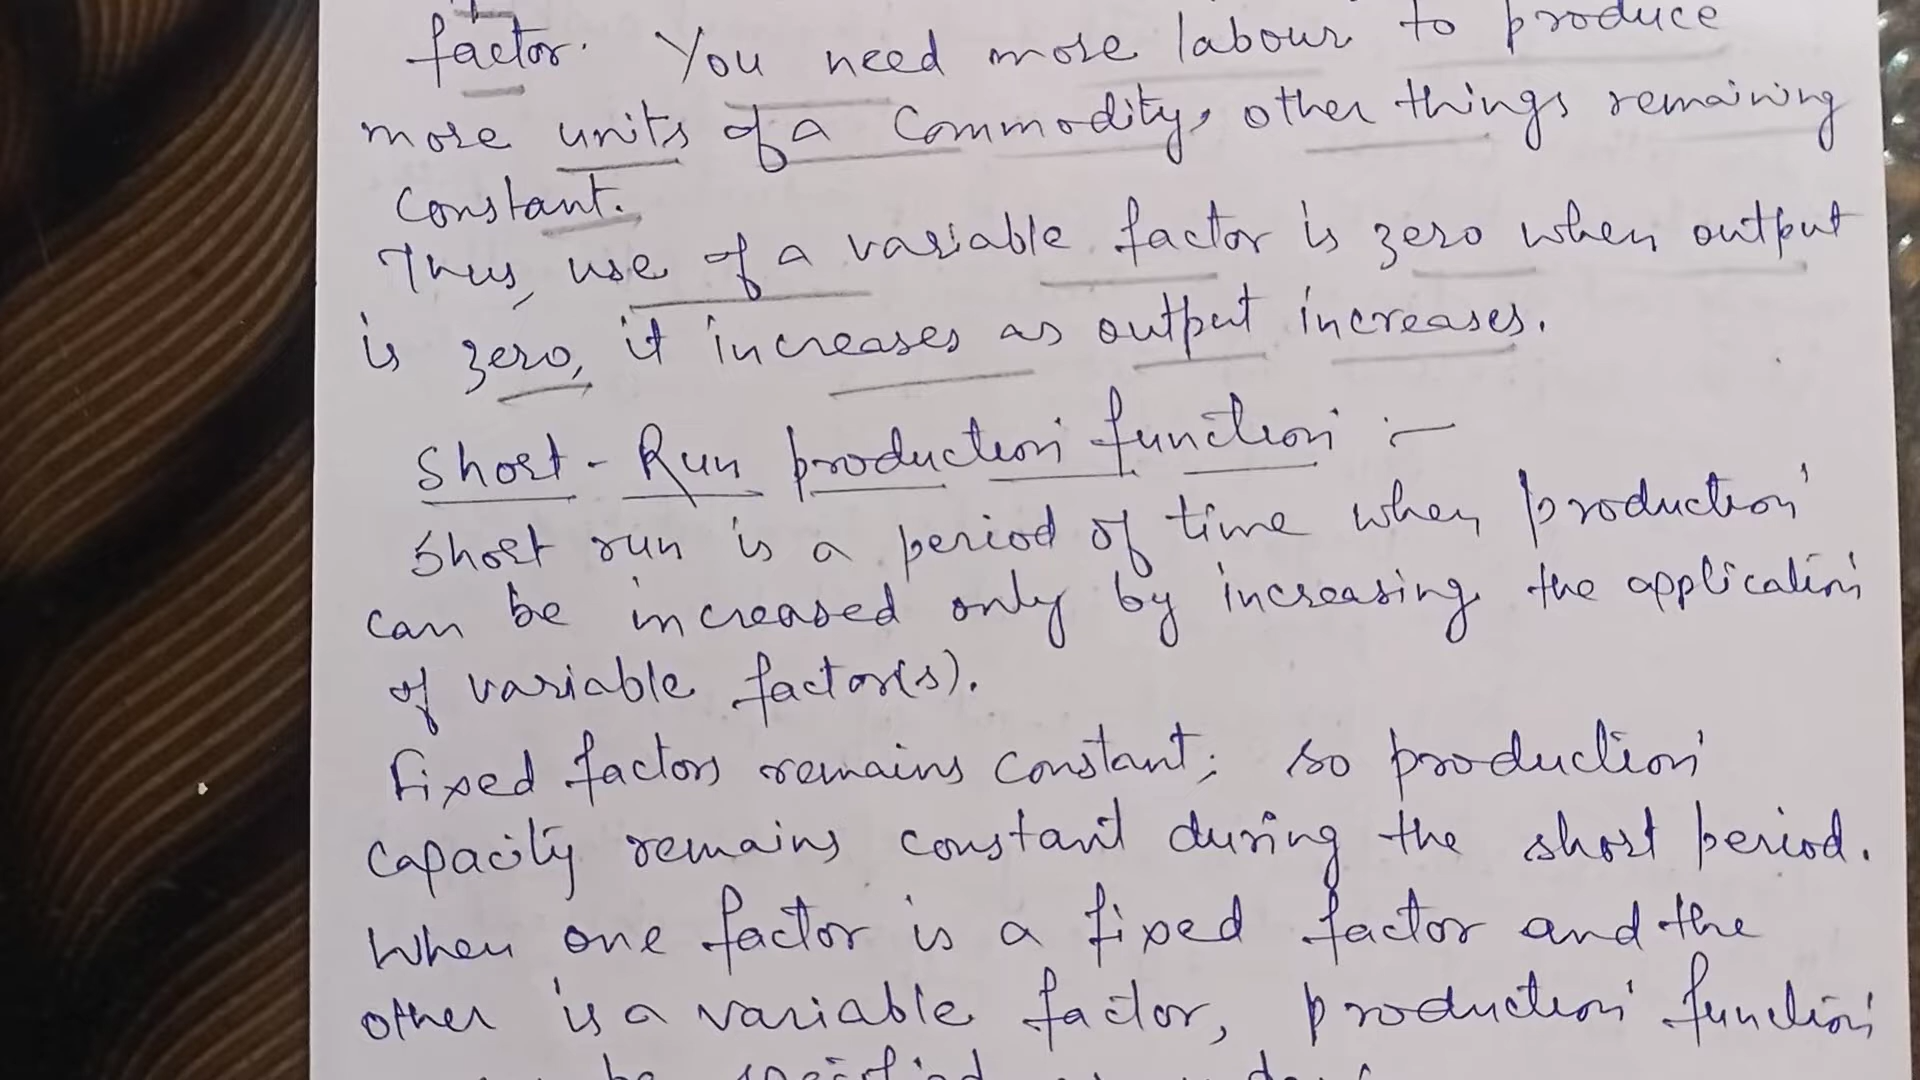 factor. You need more labour to produce
more units of a Commodity, other things remaining
constant.
Thus, use of a variable factor is zero when output
is zero, it increases as output increases.
Short-Run production function :-
Short run is a period of time when production
can be increased only by increasing the application
of variable factor(s).
Fixed factors remains constant; so production
capacity remains constant during the short period.
When one factor is a fixed factor and the
other is a variable factor, production function
be specified